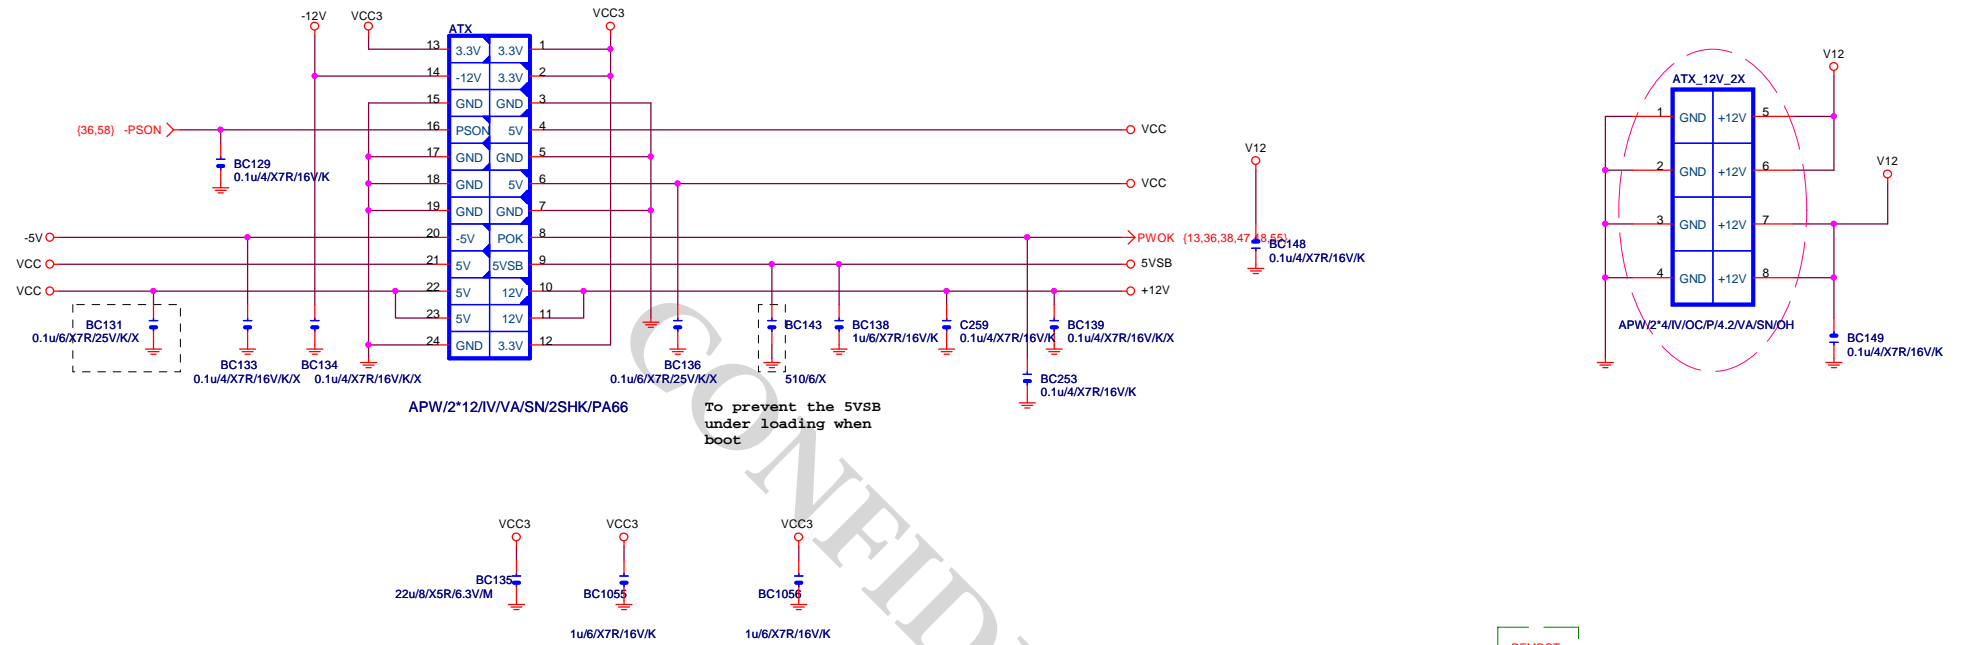 -12V
VCC3
VCC3
ATX
13 3.3V 3.3V 1
14 -12V 3.3V 2
15 GND GND 3
{36,58} -PSON 16 PSON 5V 4 VCC
17 GND GND 5
18 GND 5V 6 VCC
19 GND GND 7
-5V 20 -5V POK 8 PWOK {13,36,38,47,48,55}
VCC 21 5V 5VSB 9 5VSB
VCC 22 5V 12V 10 +12V
23 5V 12V 11
24 GND 3.3V 12
BC129
0.1u/4/X7R/16V/K
BC131
0.1u/6/X7R/25V/K/X
BC133
0.1u/4/X7R/16V/K/X
BC134
0.1u/4/X7R/16V/K/X
APW/2*12/IV/VA/SN/2SHK/PA66
BC136
0.1u/6/X7R/25V/K/X
BC143
510/6/X
BC138
1u/6/X7R/16V/K
C259
0.1u/4/X7R/16V/K
BC139
0.1u/4/X7R/16V/K/X
BC253
0.1u/4/X7R/16V/K
To prevent the 5VSB
under loading when
boot
V12
BC148
0.1u/4/X7R/16V/K
ATX_12V_2X
V12
1 GND +12V 5
2 GND +12V 6
V12
3 GND +12V 7
4 GND +12V 8
APW/2*4/IV/OC/P/4.2/VA/SN/OH
BC149
0.1u/4/X7R/16V/K
VCC3
BC135
22u/8/X5R/6.3V/M
VCC3
BC1055
1u/6/X7R/16V/K
VCC3
BC1056
1u/6/X7R/16V/K